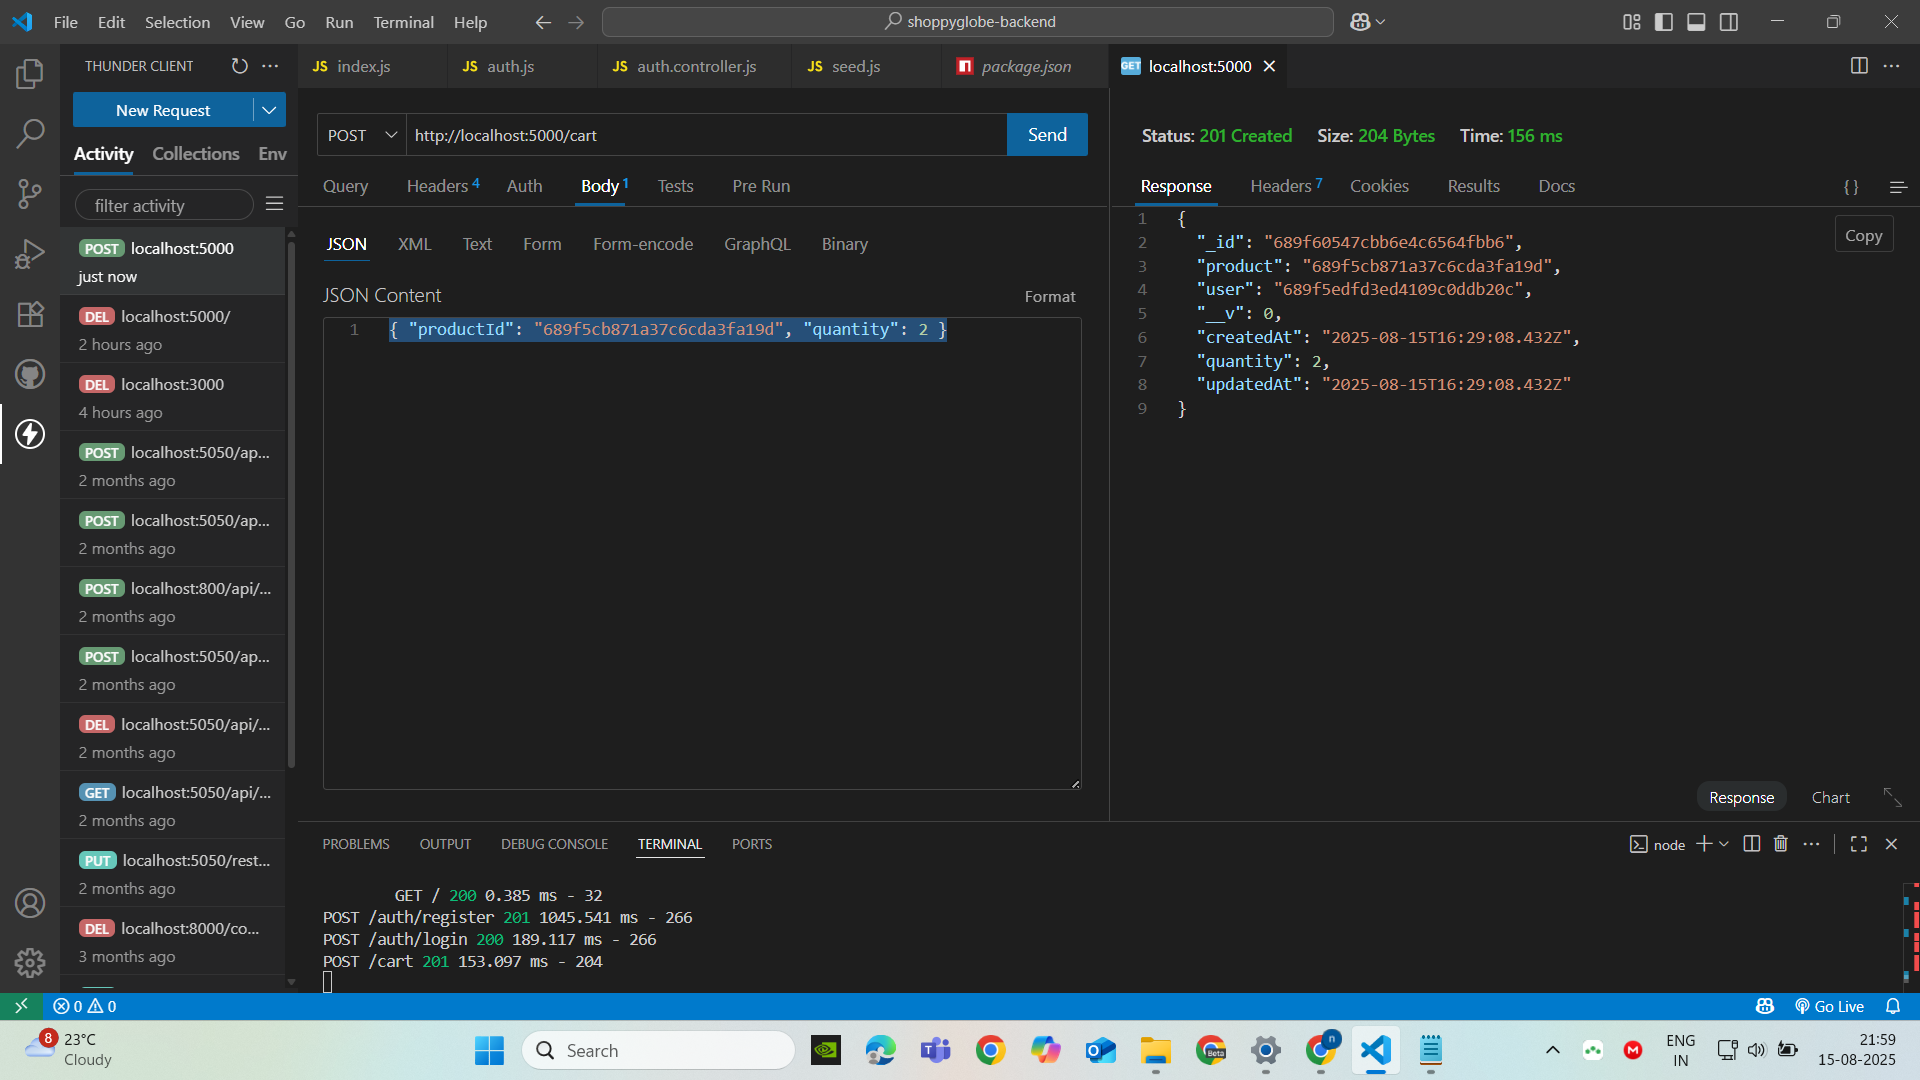 File Edit Selection View Go Run Terminal Help
shoppyglobe-backend
THUNDER CLIENT
New Request
Activity Collections Env
filter activity
POST localhost:5000
just now
DEL localhost:5000/
2 hours ago
DEL localhost:3000
4 hours ago
POST localhost:5050/ap...
2 months ago
POST localhost:5050/ap...
2 months ago
POST localhost:800/api/...
2 months ago
POST localhost:5050/ap...
2 months ago
DEL localhost:5050/api/...
2 months ago
GET localhost:5050/api/...
2 months ago
PUT localhost:5050/rest...
2 months ago
DEL localhost:8000/co...
3 months ago
JS index.js JS auth.js JS auth.controller.js JS seed.js package.json GET localhost:5000
POST http://localhost:5000/cart Send
Query Headers 4 Auth Body 1 Tests Pre Run
JSON XML Text Form Form-encode GraphQL Binary
JSON Content Format
1 { "productId": "689f5cb871a37c6cda3fa19d", "quantity": 2 }
Status: 201 Created Size: 204 Bytes Time: 156 ms
Response Headers 7 Cookies Results Docs { }
Copy
1 {
2 "_id": "689f60547cbb6e4c6564fbb6",
3 "product": "689f5cb871a37c6cda3fa19d",
4 "user": "689f5edfd3ed4109c0ddb20c",
5 "__v": 0,
6 "createdAt": "2025-08-15T16:29:08.432Z",
7 "quantity": 2,
8 "updatedAt": "2025-08-15T16:29:08.432Z"
9 }
Response Chart
PROBLEMS OUTPUT DEBUG CONSOLE TERMINAL PORTS
node
GET / 200 0.385 ms - 32
POST /auth/register 201 1045.541 ms - 266
POST /auth/login 200 189.117 ms - 266
POST /cart 201 153.097 ms - 204
0 0
Go Live
8
23°C
Cloudy
Search
Beta
n
M
ENG
IN
21:59
15-08-2025